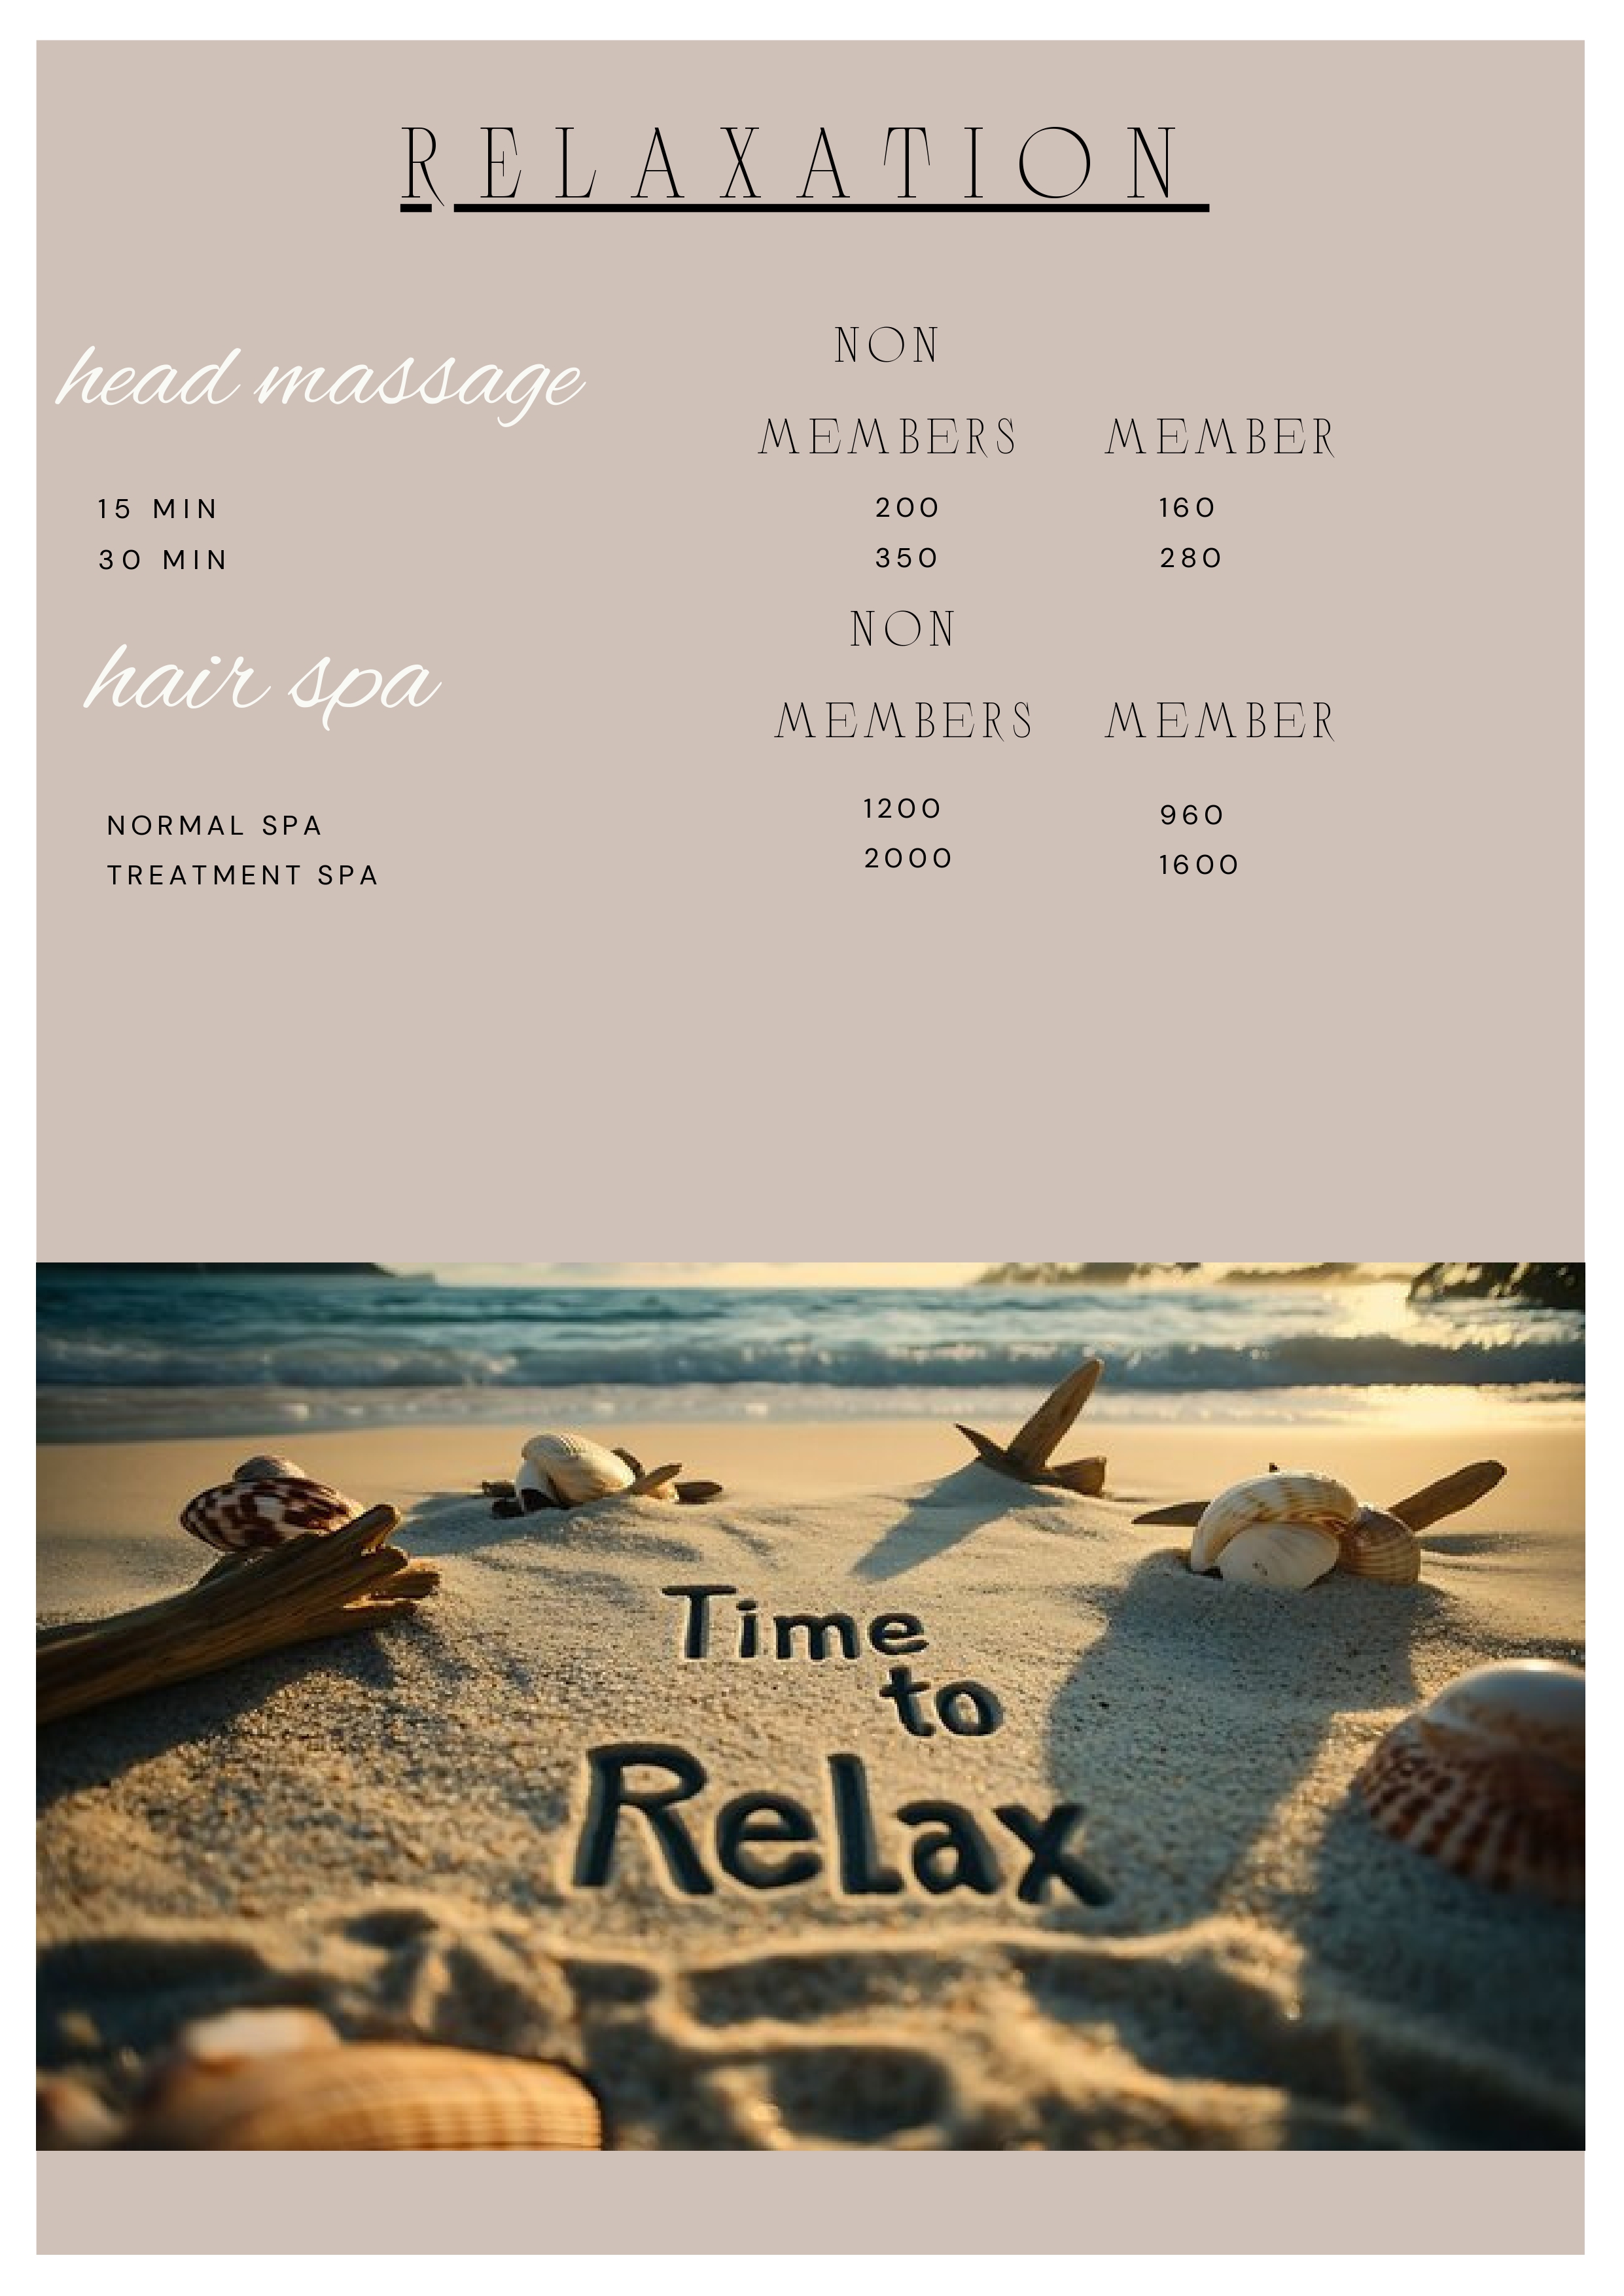 RELAXATION
head massage
NON
MEMBERS MEMBER
15 MIN 200 160
30 MIN 350 280
hair spa
NON
MEMBERS MEMBER
NORMAL SPA 1200 960
TREATMENT SPA 2000 1600
Time
to
Relax